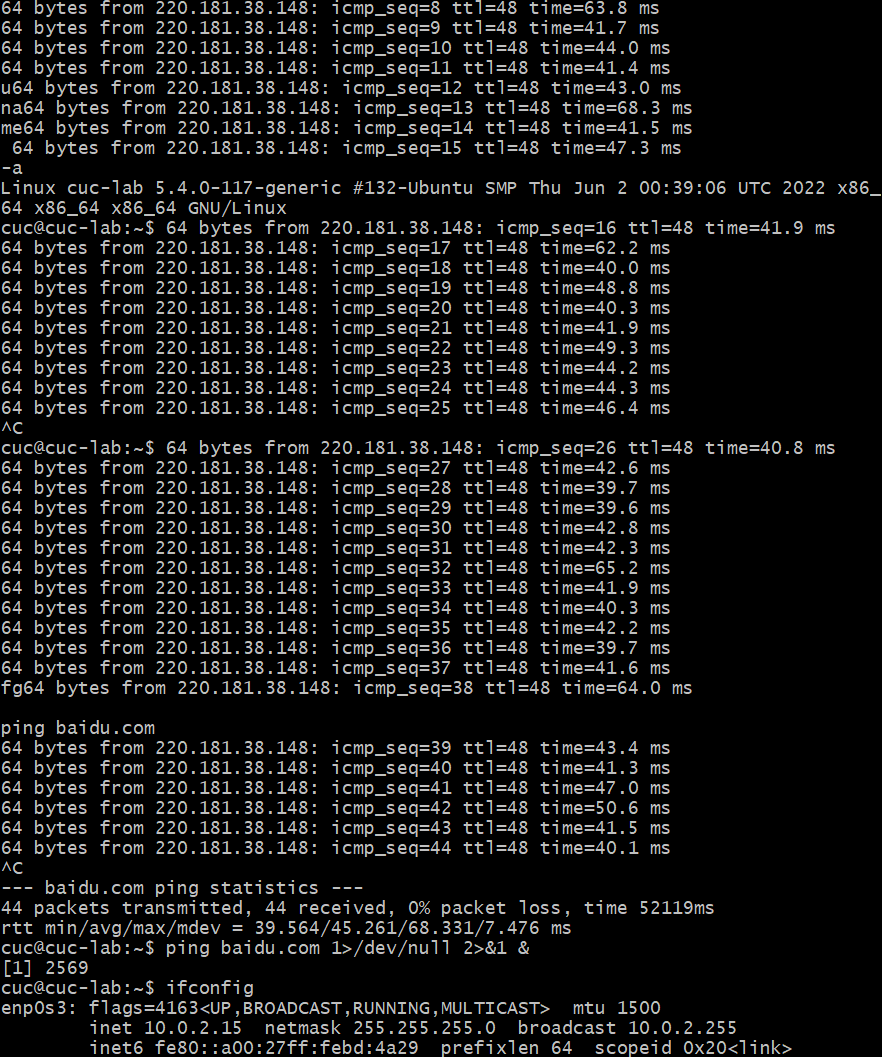 64 bytes from 220.181.38.148: icmp_seq=8 ttl=48 time=63.8 ms
64 bytes from 220.181.38.148: icmp_seq=9 ttl=48 time=41.7 ms
64 bytes from 220.181.38.148: icmp_seq=10 ttl=48 time=44.0 ms
64 bytes from 220.181.38.148: icmp_seq=11 ttl=48 time=41.4 ms
u64 bytes from 220.181.38.148: icmp_seq=12 ttl=48 time=43.0 ms
na64 bytes from 220.181.38.148: icmp_seq=13 ttl=48 time=68.3 ms
me64 bytes from 220.181.38.148: icmp_seq=14 ttl=48 time=41.5 ms
 64 bytes from 220.181.38.148: icmp_seq=15 ttl=48 time=47.3 ms
-a
Linux cuc-lab 5.4.0-117-generic #132-Ubuntu SMP Thu Jun 2 00:39:06 UTC 2022 x86_
64 x86_64 x86_64 GNU/Linux
cuc@cuc-lab:~$ 64 bytes from 220.181.38.148: icmp_seq=16 ttl=48 time=41.9 ms
64 bytes from 220.181.38.148: icmp_seq=17 ttl=48 time=62.2 ms
64 bytes from 220.181.38.148: icmp_seq=18 ttl=48 time=40.0 ms
64 bytes from 220.181.38.148: icmp_seq=19 ttl=48 time=48.8 ms
64 bytes from 220.181.38.148: icmp_seq=20 ttl=48 time=40.3 ms
64 bytes from 220.181.38.148: icmp_seq=21 ttl=48 time=41.9 ms
64 bytes from 220.181.38.148: icmp_seq=22 ttl=48 time=49.3 ms
64 bytes from 220.181.38.148: icmp_seq=23 ttl=48 time=44.2 ms
64 bytes from 220.181.38.148: icmp_seq=24 ttl=48 time=44.3 ms
64 bytes from 220.181.38.148: icmp_seq=25 ttl=48 time=46.4 ms
^C
cuc@cuc-lab:~$ 64 bytes from 220.181.38.148: icmp_seq=26 ttl=48 time=40.8 ms
64 bytes from 220.181.38.148: icmp_seq=27 ttl=48 time=42.6 ms
64 bytes from 220.181.38.148: icmp_seq=28 ttl=48 time=39.7 ms
64 bytes from 220.181.38.148: icmp_seq=29 ttl=48 time=39.6 ms
64 bytes from 220.181.38.148: icmp_seq=30 ttl=48 time=42.8 ms
64 bytes from 220.181.38.148: icmp_seq=31 ttl=48 time=42.3 ms
64 bytes from 220.181.38.148: icmp_seq=32 ttl=48 time=65.2 ms
64 bytes from 220.181.38.148: icmp_seq=33 ttl=48 time=41.9 ms
64 bytes from 220.181.38.148: icmp_seq=34 ttl=48 time=40.3 ms
64 bytes from 220.181.38.148: icmp_seq=35 ttl=48 time=42.2 ms
64 bytes from 220.181.38.148: icmp_seq=36 ttl=48 time=39.7 ms
64 bytes from 220.181.38.148: icmp_seq=37 ttl=48 time=41.6 ms
fg64 bytes from 220.181.38.148: icmp_seq=38 ttl=48 time=64.0 ms
ping baidu.com
64 bytes from 220.181.38.148: icmp_seq=39 ttl=48 time=43.4 ms
64 bytes from 220.181.38.148: icmp_seq=40 ttl=48 time=41.3 ms
64 bytes from 220.181.38.148: icmp_seq=41 ttl=48 time=47.0 ms
64 bytes from 220.181.38.148: icmp_seq=42 ttl=48 time=50.6 ms
64 bytes from 220.181.38.148: icmp_seq=43 ttl=48 time=41.5 ms
64 bytes from 220.181.38.148: icmp_seq=44 ttl=48 time=40.1 ms
^C
--- baidu.com ping statistics ---
44 packets transmitted, 44 received, 0% packet loss, time 52119ms
rtt min/avg/max/mdev = 39.564/45.261/68.331/7.476 ms
cuc@cuc-lab:~$ ping baidu.com 1>/dev/null 2>&1 &
[1] 2569
cuc@cuc-lab:~$ ifconfig
enp0s3: flags=4163<UP,BROADCAST,RUNNING,MULTICAST>  mtu 1500
        inet 10.0.2.15  netmask 255.255.255.0  broadcast 10.0.2.255
        inet6 fe80::a00:27ff:febd:4a29  prefixlen 64  scopeid 0x20<link>